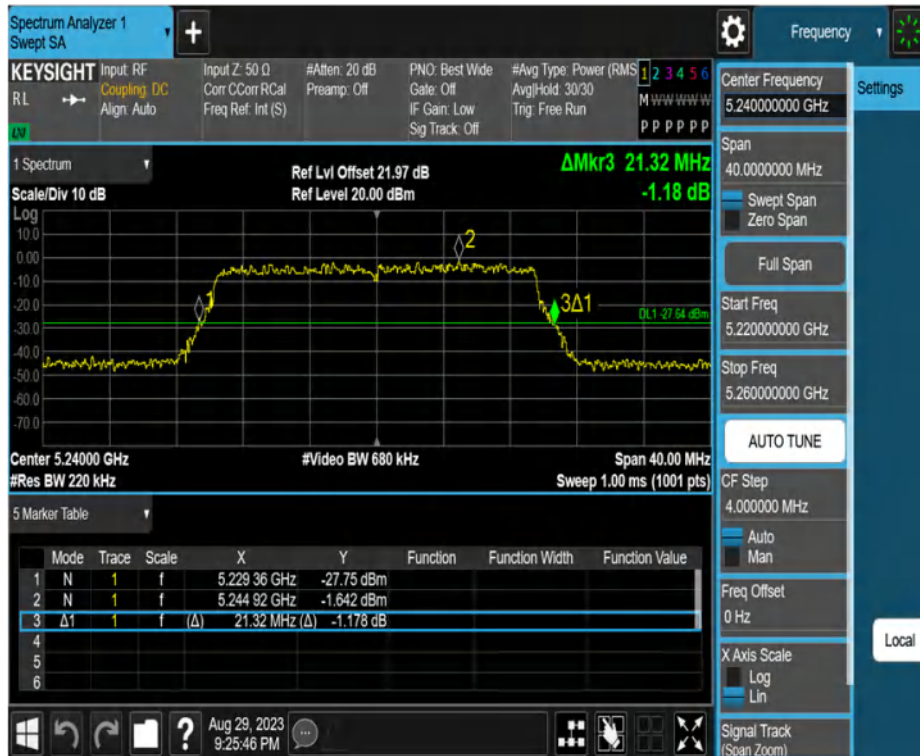 Spectrum Analyzer 1
Swept SA
+
Frequency
KEYSIGHT
RL
LNI
Input: RF
Coupling: DC
Align: Auto
Input Z: 50 Ω
Corr CCorr RCal
Freq Ref: Int (S)
#Atten: 20 dB
Preamp: Off
PNO: Best Wide
Gate: Off
IF Gain: Low
Sig Track: Off
#Avg Type: Power (RMS
Avg|Hold: 30/30
Trig: Free Run
1 2 3 4 5 6
M W W W W W
P P P P P P
1 Spectrum
Scale/Div 10 dB
Ref Lvl Offset 21.97 dB
Ref Level 20.00 dBm
ΔMkr3 21.32 MHz
-1.18 dB
Log
10.0
0.00
-10.0
-20.0
-30.0
-40.0
-50.0
-60.0
-70.0
1
2
3Δ1
DL1 -27.64 dBm
Center 5.24000 GHz
#Res BW 220 kHz
#Video BW 680 kHz
Span 40.00 MHz
Sweep 1.00 ms (1001 pts)
5 Marker Table
Mode Trace Scale X Y Function Function Width Function Value
1 N 1 f 5.229 36 GHz -27.75 dBm
2 N 1 f 5.244 92 GHz -1.642 dBm
3 Δ1 1 f (Δ) 21.32 MHz (Δ) -1.178 dB
4
5
6
Aug 29, 2023
9:25:46 PM
?
Center Frequency
5.240000000 GHz
Span
40.0000000 MHz
Swept Span
Zero Span
Full Span
Start Freq
5.220000000 GHz
Stop Freq
5.260000000 GHz
AUTO TUNE
CF Step
4.000000 MHz
Auto
Man
Freq Offset
0 Hz
X Axis Scale
Log
Lin
Signal Track
(Span Zoom)
Settings
Local